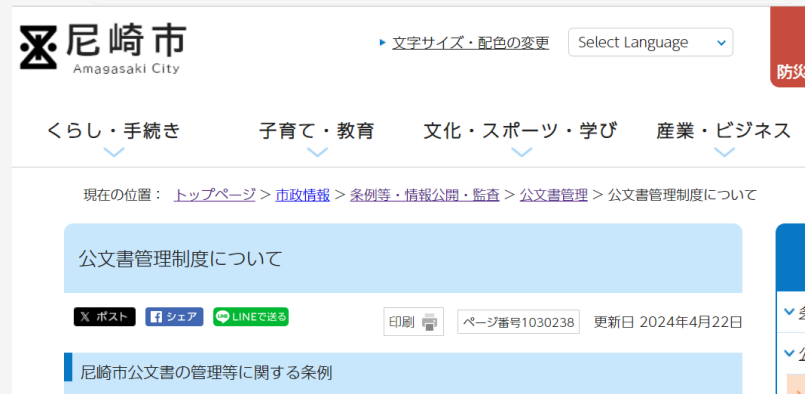 尼崎市
Amagasaki City
文字サイズ・配色の変更
Select Language
防災
くらし・手続き 子育て・教育 文化・スポーツ・学び 産業・ビジネス
現在の位置： トップページ > 市政情報 > 条例等・情報公開・監査 > 公文書管理 > 公文書管理制度について
公文書管理制度について
X ポスト シェア LINEで送る 印刷 ページ番号1030238 更新日 2024年4月22日
尼崎市公文書の管理等に関する条例